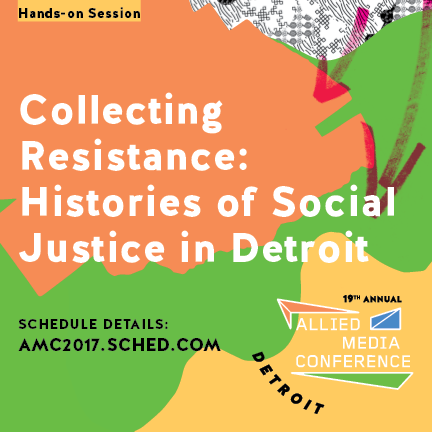 Hands-on Session
Collecting
Resistance:
Histories of Social
Justice in Detroit
SCHEDULE DETAILS:
AMC2017.SCHED.COM
19TH ANNUAL
ALLIED
MEDIA
CONFERENCE
DETROIT